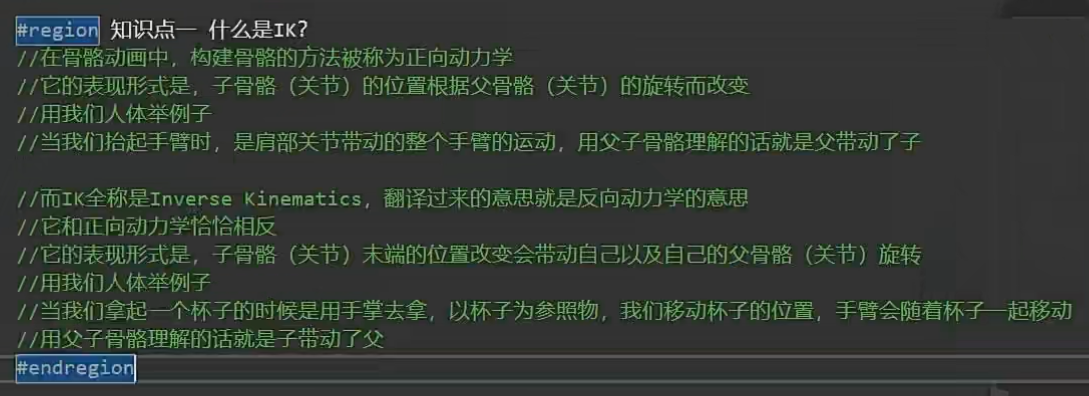 #region 知识点一 什么是IK?
//在骨骼动画中，构建骨骼的方法被称为正向动力学
//它的表现形式是，子骨骼（关节）的位置根据父骨骼（关节）的旋转而改变
//用我们人体举例子
//当我们抬起手臂时，是肩部关节带动的整个手臂的运动，用父子骨骼理解的话就是父带动了子
//而IK全称是Inverse Kinematics，翻译过来的意思就是反向动力学的意思
//它和正向动力学恰恰相反
//它的表现形式是，子骨骼（关节）末端的位置改变会带动自己以及自己的父骨骼（关节）旋转
//用我们人体举例子
//当我们拿起一个杯子的时候是用手掌去拿，以杯子为参照物，我们移动杯子的位置，手臂会随着杯子一起移动
//用父子骨骼理解的话就是子带动了父
#endregion